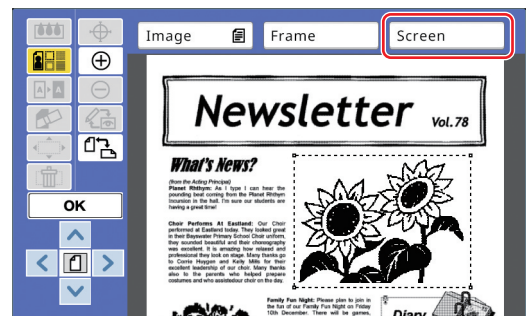 Image
Frame
Screen
A A
OK
Newsletter Vol.78
What's News?
(from the Acting Principal)
Planet Rhthym: As I type I can hear the
pounding beat coming from the Planet Rhthym
incursion in the hall. I'm sure our students are
having a great time!
Choir Performs At Eastland: Our Choir
performed at Eastland today. They looked great
in their Bayswater Primary School Choir uniform,
they sounded beautiful and their choreography
was excellent. It is amazing how relaxed and
professional they look on stage. Many thanks go
to Corrie Huygen and Kelly Mills for their
excellent leadership of our choir. Many thanks
also to the parents who helped prepare
costumes and who assistedour choir on the day.
Family Fun Night: Please plan to join in
the fun of our Family Fun Night on Friday
10th December. There will be games,
Diary